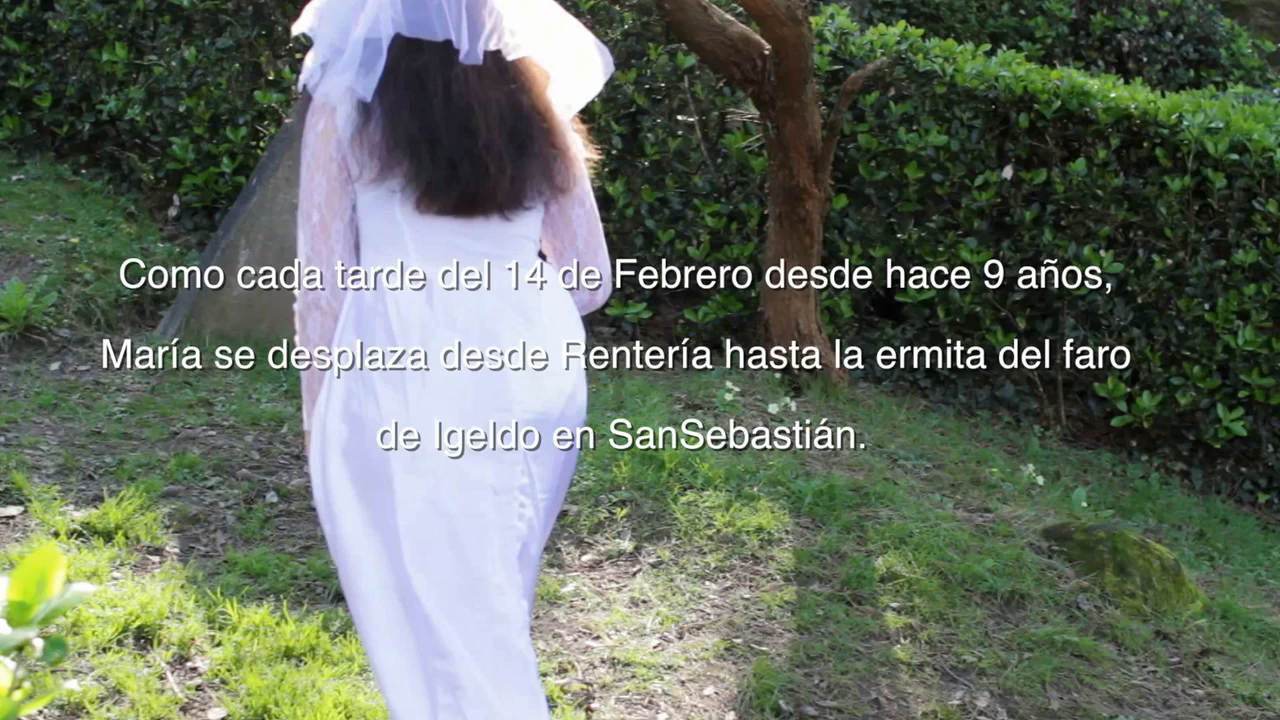 Como cada tarde del 14 de Febrero desde hace 9 años,
María se desplaza desde Rentería hasta la ermita del faro
de Igeldo en SanSebastián.